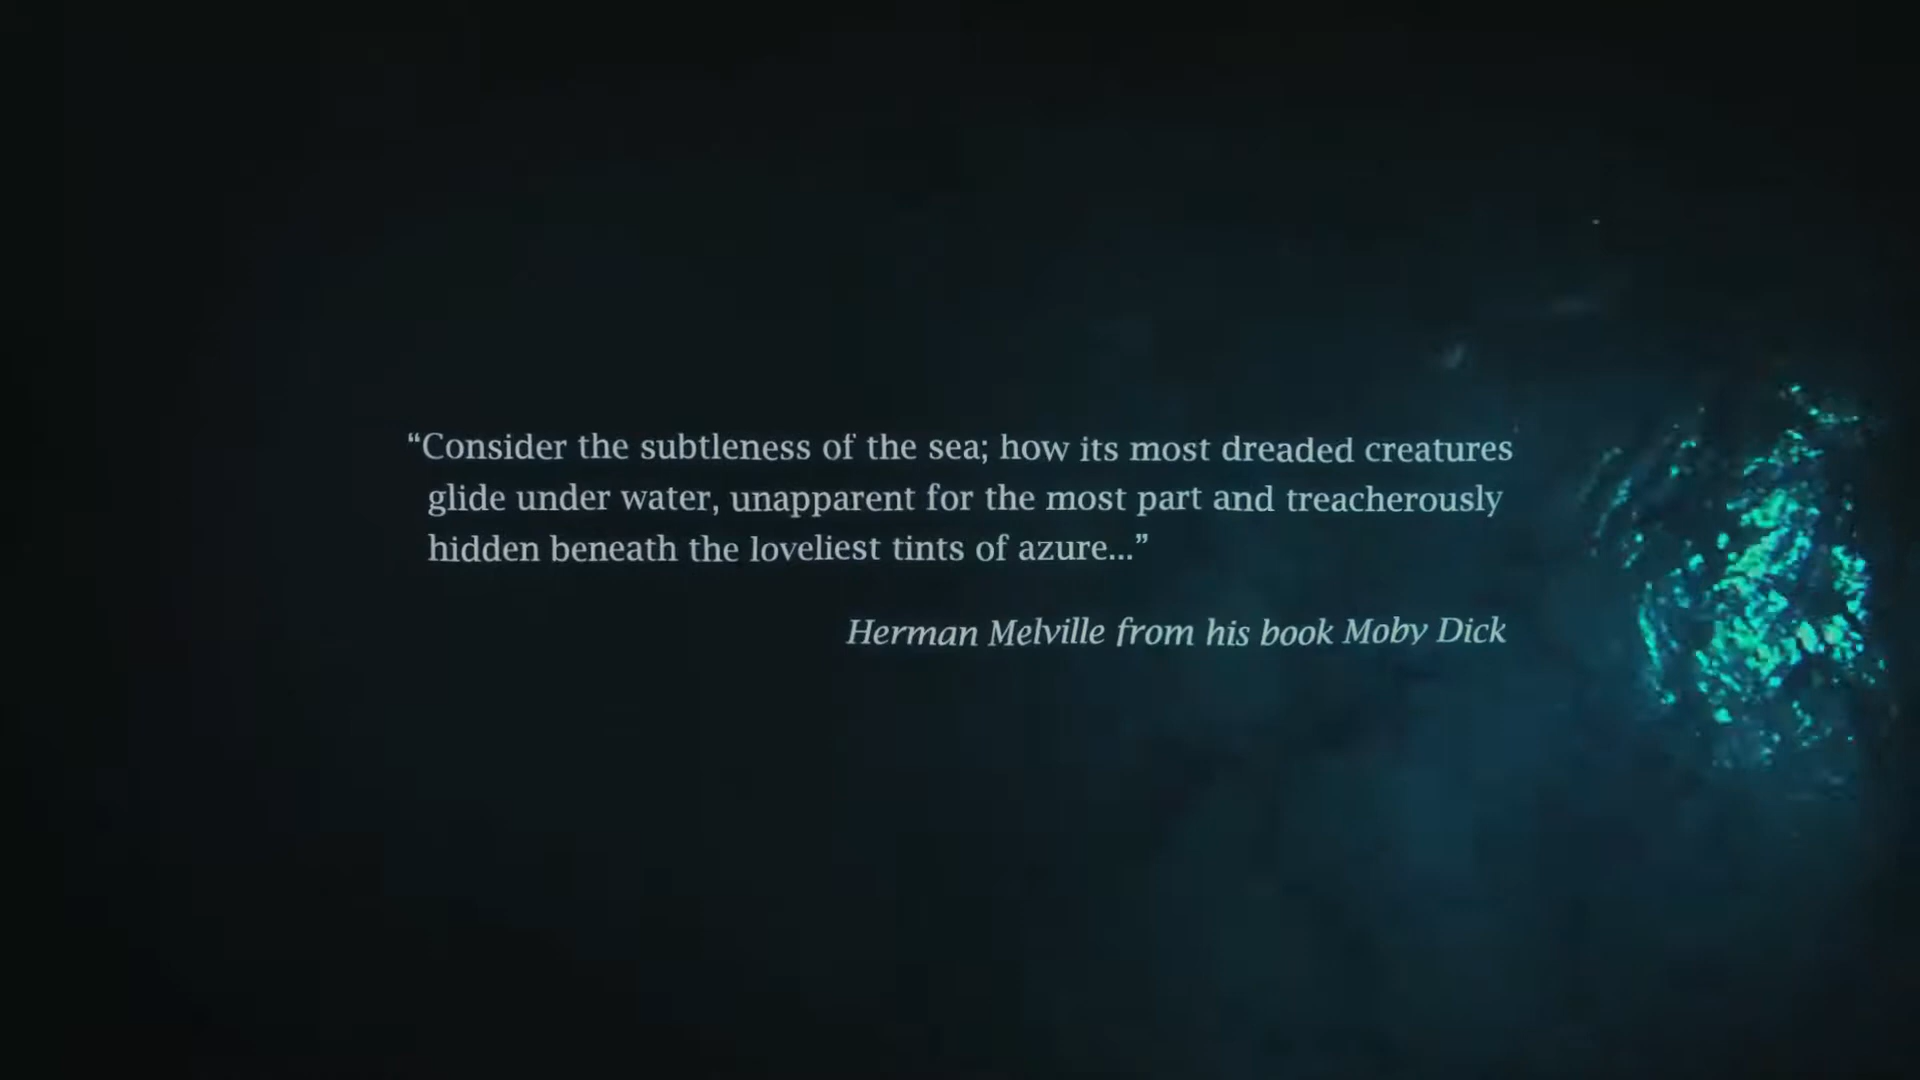 “Consider the subtleness of the sea; how its most dreaded creatures
glide under water, unapparent for the most part and treacherously
hidden beneath the loveliest tints of azure...”
Herman Melville from his book Moby Dick